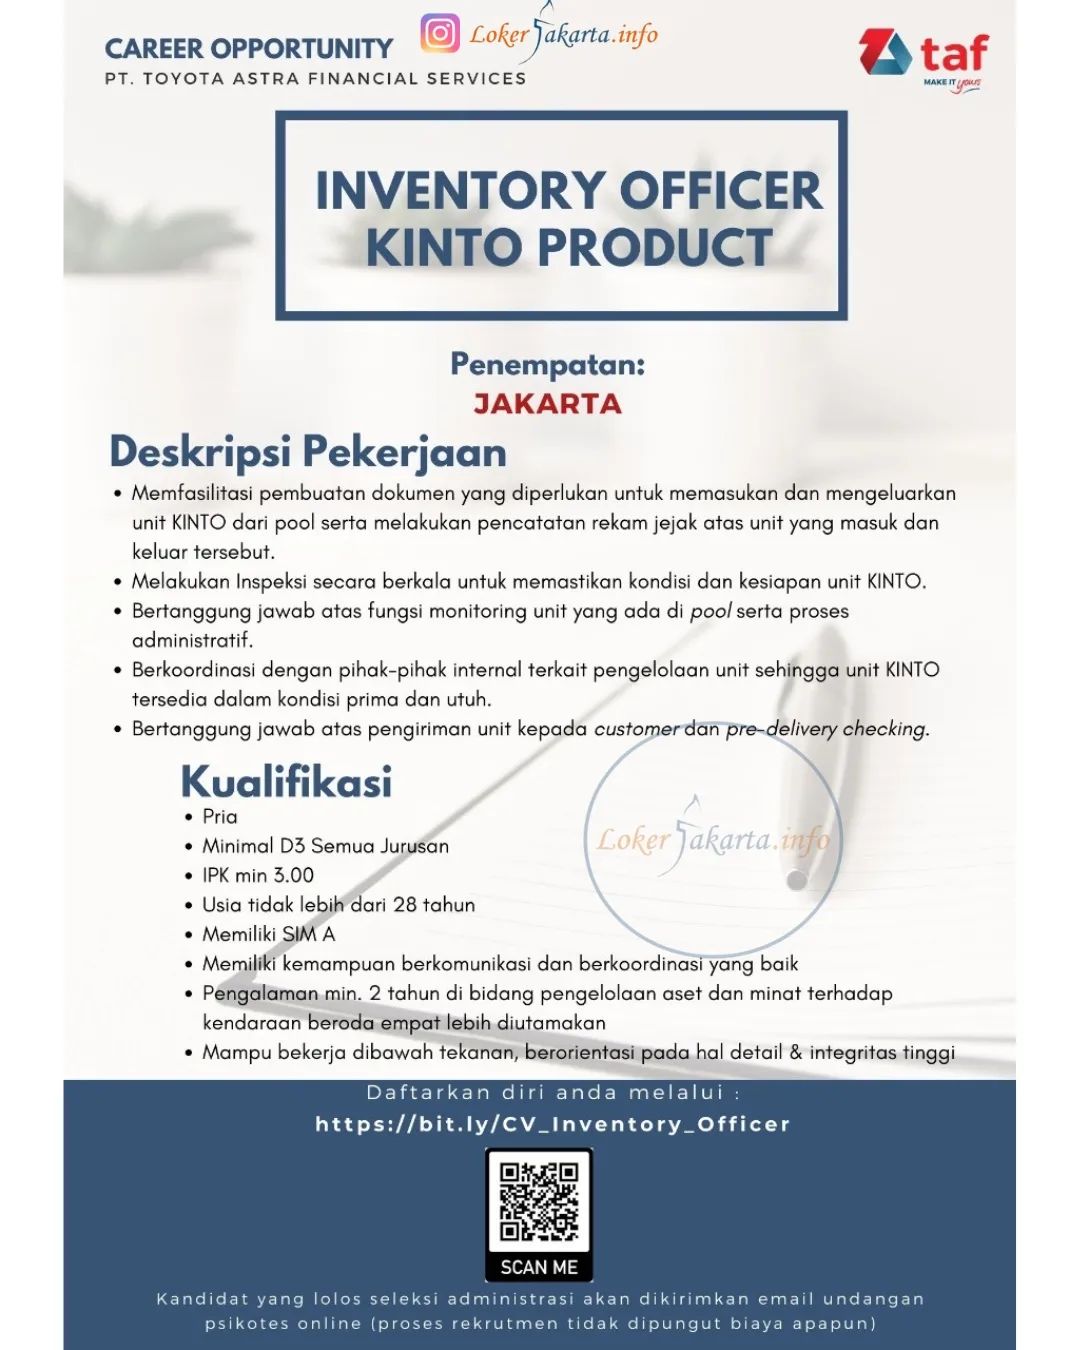 CAREER OPPORTUNITY
PT. TOYOTA ASTRA FINANCIAL SERVICES
LokerJakarta.info
taf
MAKE IT yours
INVENTORY OFFICER
KINTO PRODUCT
Penempatan:
JAKARTA
Deskripsi Pekerjaan
• Memfasilitasi pembuatan dokumen yang diperlukan untuk memasukan dan mengeluarkan
unit KINTO dari pool serta melakukan pencatatan rekam jejak atas unit yang masuk dan
keluar tersebut.
• Melakukan Inspeksi secara berkala untuk memastikan kondisi dan kesiapan unit KINTO.
• Bertanggung jawab atas fungsi monitoring unit yang ada di pool serta proses
administratif.
• Berkoordinasi dengan pihak-pihak internal terkait pengelolaan unit sehingga unit KINTO
tersedia dalam kondisi prima dan utuh.
• Bertanggung jawab atas pengiriman unit kepada customer dan pre-delivery checking.
Kualifikasi
• Pria
• Minimal D3 Semua Jurusan
• IPK min 3.00
• Usia tidak lebih dari 28 tahun
• Memiliki SIM A
• Memiliki kemampuan berkomunikasi dan berkoordinasi yang baik
• Pengalaman min. 2 tahun di bidang pengelolaan aset dan minat terhadap
kendaraan beroda empat lebih diutamakan
• Mampu bekerja dibawah tekanan, berorientasi pada hal detail & integritas tinggi
LokerJakarta.info
Daftarkan diri anda melalui :
https://bit.ly/CV_Inventory_Officer
SCAN ME
Kandidat yang lolos seleksi administrasi akan dikirimkan email undangan
psikotes online (proses rekrutmen tidak dipungut biaya apapun)